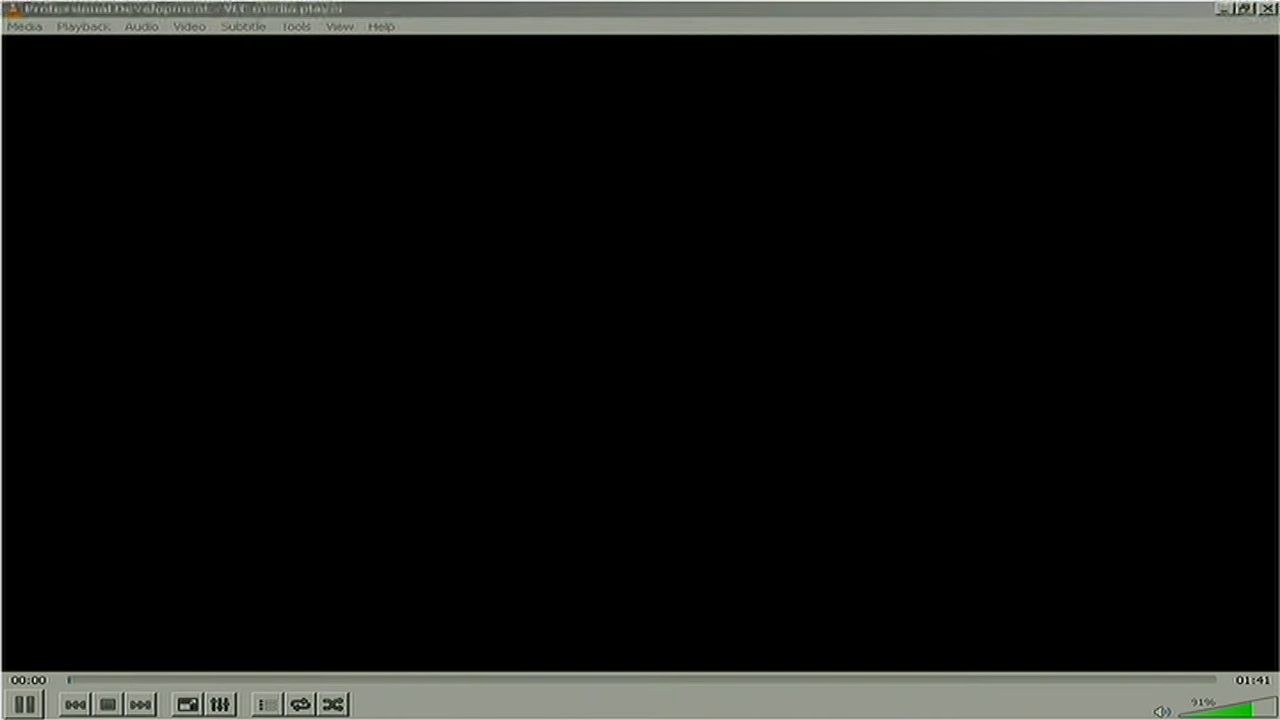 Professional Development - VLC media player
Media Playback Audio Video Subtitle Tools View Help
00:00 01:41
91%